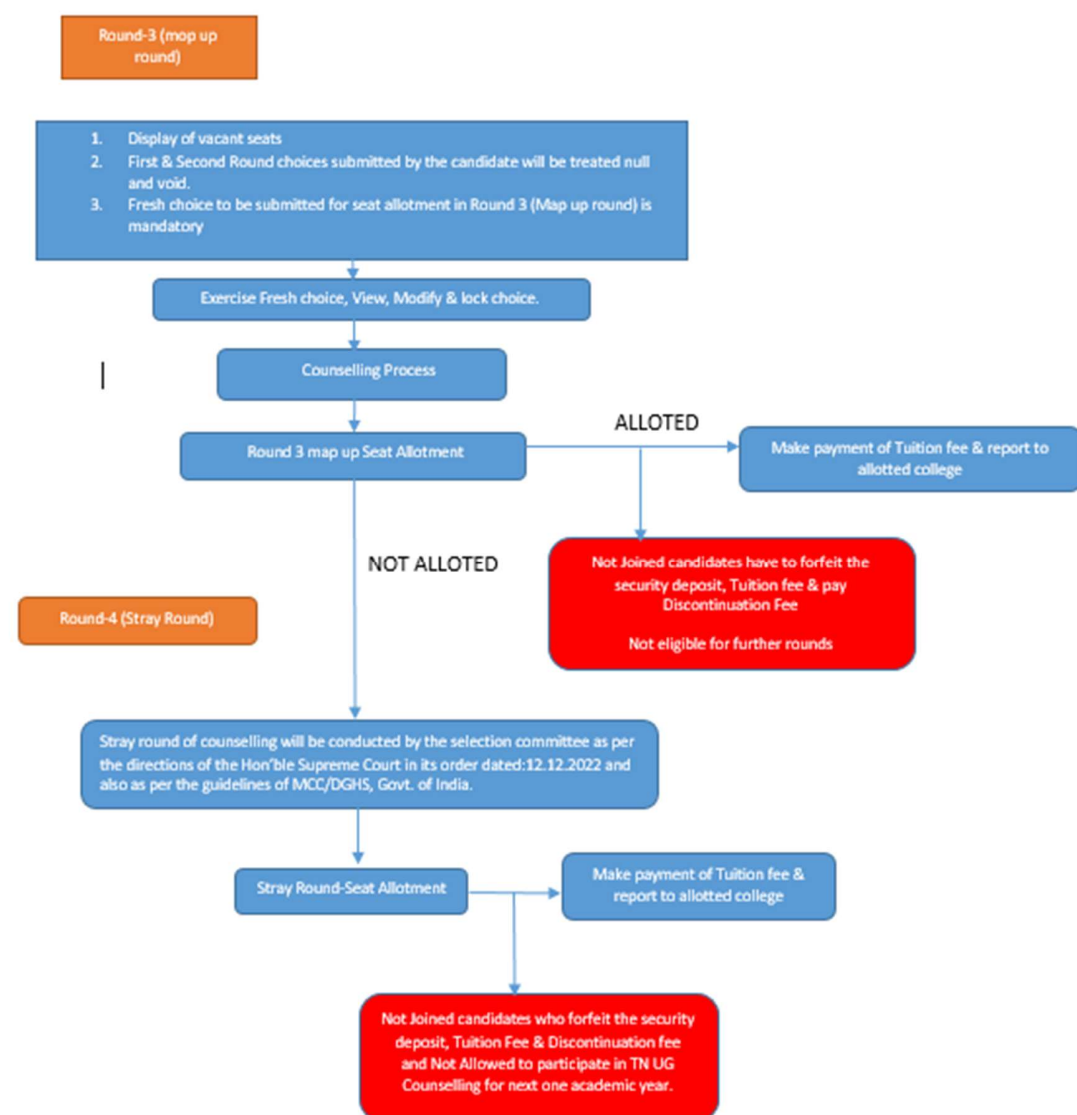 Round-3 (mop up
round)
1. Display of vacant seats
2. First & Second Round choices submitted by the candidate will be treated null
and void.
3. Fresh choice to be submitted for seat allotment in Round 3 (Map up round) is
mandatory
Exercise Fresh choice, View, Modify & lock choice.
Counselling Process
Round 3 map up Seat Allotment
ALLOTED
Make payment of Tuition fee & report to
allotted college
NOT ALLOTED
Not Joined candidates have to forfeit the
security deposit, Tuition fee & pay
Discontinuation Fee
Not eligible for further rounds
Round-4 (Stray Round)
Stray round of counselling will be conducted by the selection committee as per
the directions of the Hon'ble Supreme Court in its order dated:12.12.2022 and
also as per the guidelines of MCC/DGHS, Govt. of India.
Stray Round-Seat Allotment
Make payment of Tuition fee &
report to allotted college
Not Joined candidates who forfeit the security
deposit, Tuition Fee & Discontinuation fee
and Not Allowed to participate in TN UG
Counselling for next one academic year.